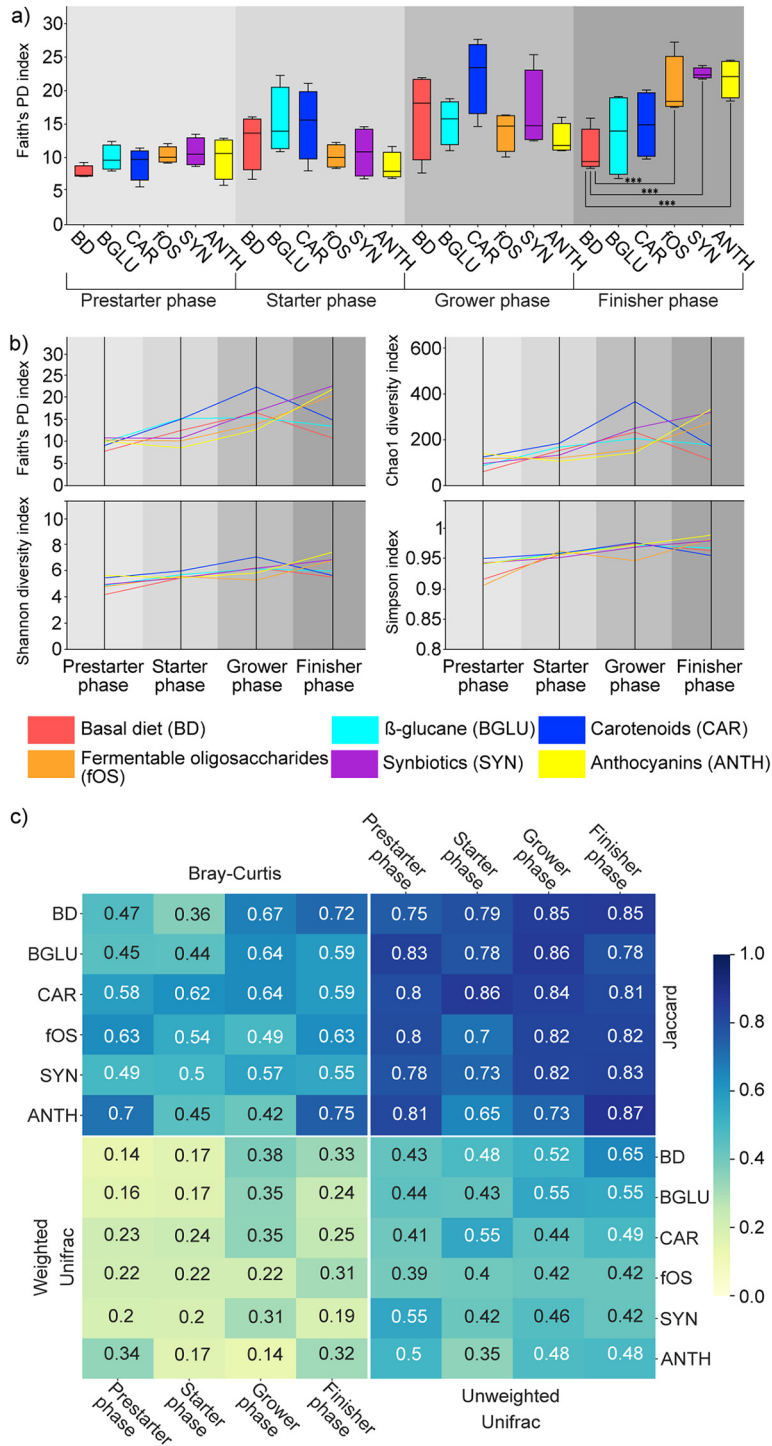 a)
Faith's PD index
30
25
20
15
10
5
0
*** 
***
***
BD BGLU CAR fOS SYN ANTH BD BGLU CAR fOS SYN ANTH BD BGLU CAR fOS SYN ANTH BD BGLU CAR fOS SYN ANTH
Prestarter phase Starter phase Grower phase Finisher phase
b)
Faith's PD index
30
25
20
15
10
5
0
Chao1 diversity index
600
400
200
0
Shannon diversity index
10
8
6
4
2
0
Simpson index
1
0.95
0.9
0.85
0.8
Prestarter phase Starter phase Grower phase Finisher phase
Prestarter phase Starter phase Grower phase Finisher phase
Basal diet (BD) ß-glucane (BGLU) Carotenoids (CAR)
Fermentable oligosaccharides (fOS) Synbiotics (SYN) Anthocyanins (ANTH)
c)
Bray-Curtis
Prestarter phase Starter phase Grower phase Finisher phase
BD 0.47 0.36 0.67 0.72 0.75 0.79 0.85 0.85
BGLU 0.45 0.44 0.64 0.59 0.83 0.78 0.86 0.78
CAR 0.58 0.62 0.64 0.59 0.8 0.86 0.84 0.81
fOS 0.63 0.54 0.49 0.63 0.8 0.7 0.82 0.82
SYN 0.49 0.5 0.57 0.55 0.78 0.73 0.82 0.83
ANTH 0.7 0.45 0.42 0.75 0.81 0.65 0.73 0.87
Jaccard
0.14 0.17 0.38 0.33 0.43 0.48 0.52 0.65 BD
0.16 0.17 0.35 0.24 0.44 0.43 0.55 0.55 BGLU
0.23 0.24 0.35 0.25 0.41 0.55 0.44 0.49 CAR
0.22 0.22 0.22 0.31 0.39 0.4 0.42 0.42 fOS
0.2 0.2 0.31 0.19 0.55 0.42 0.46 0.42 SYN
0.34 0.17 0.14 0.32 0.5 0.35 0.48 0.48 ANTH
Weighted
Unifrac
Prestarter phase Starter phase Grower phase Finisher phase
Unweighted
Unifrac
1.0
0.8
0.6
0.4
0.2
0.0